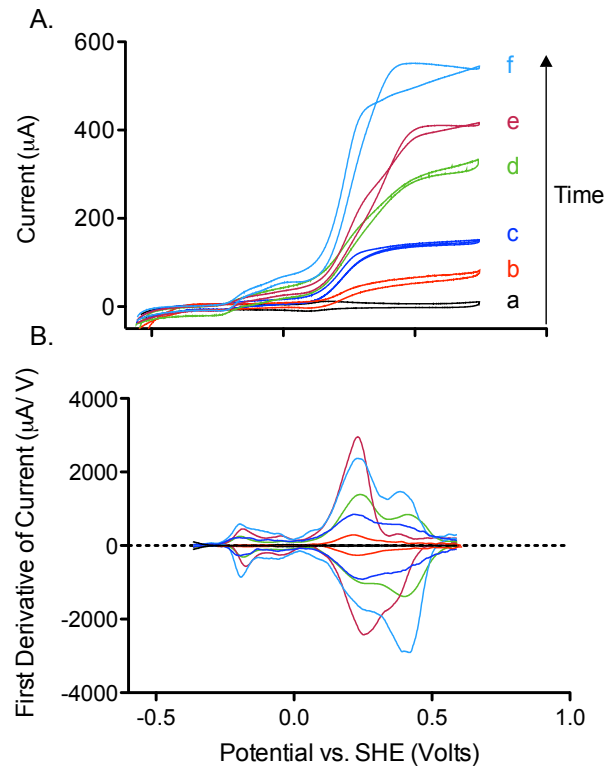 A.
600
400
200
0
Current (μA)
f
e
d
c
b
a
Time
B.
4000
2000
0
-2000
-4000
First Derivative of Current (μA/ V)
-0.5 0.0 0.5 1.0
Potential vs. SHE (Volts)